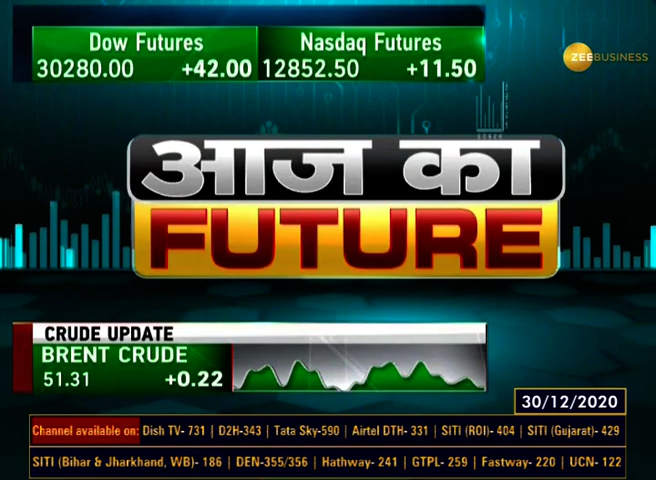 Dow Futures
30280.00 +42.00
Nasdaq Futures
12852.50 +11.50
ZEEBUSINESS
आज का
FUTURE
CRUDE UPDATE
BRENT CRUDE
51.31 +0.22
30/12/2020
Channel available on: Dish TV- 731 | D2H-343 | Tata Sky-590 | Airtel DTH- 331 | SITI (ROI)- 404 | SITI (Gujarat)- 429
SITI (Bihar & Jharkhand, WB)- 186 | DEN-355/356 | Hathway- 241 | GTPL- 259 | Fastway- 220 | UCN- 122